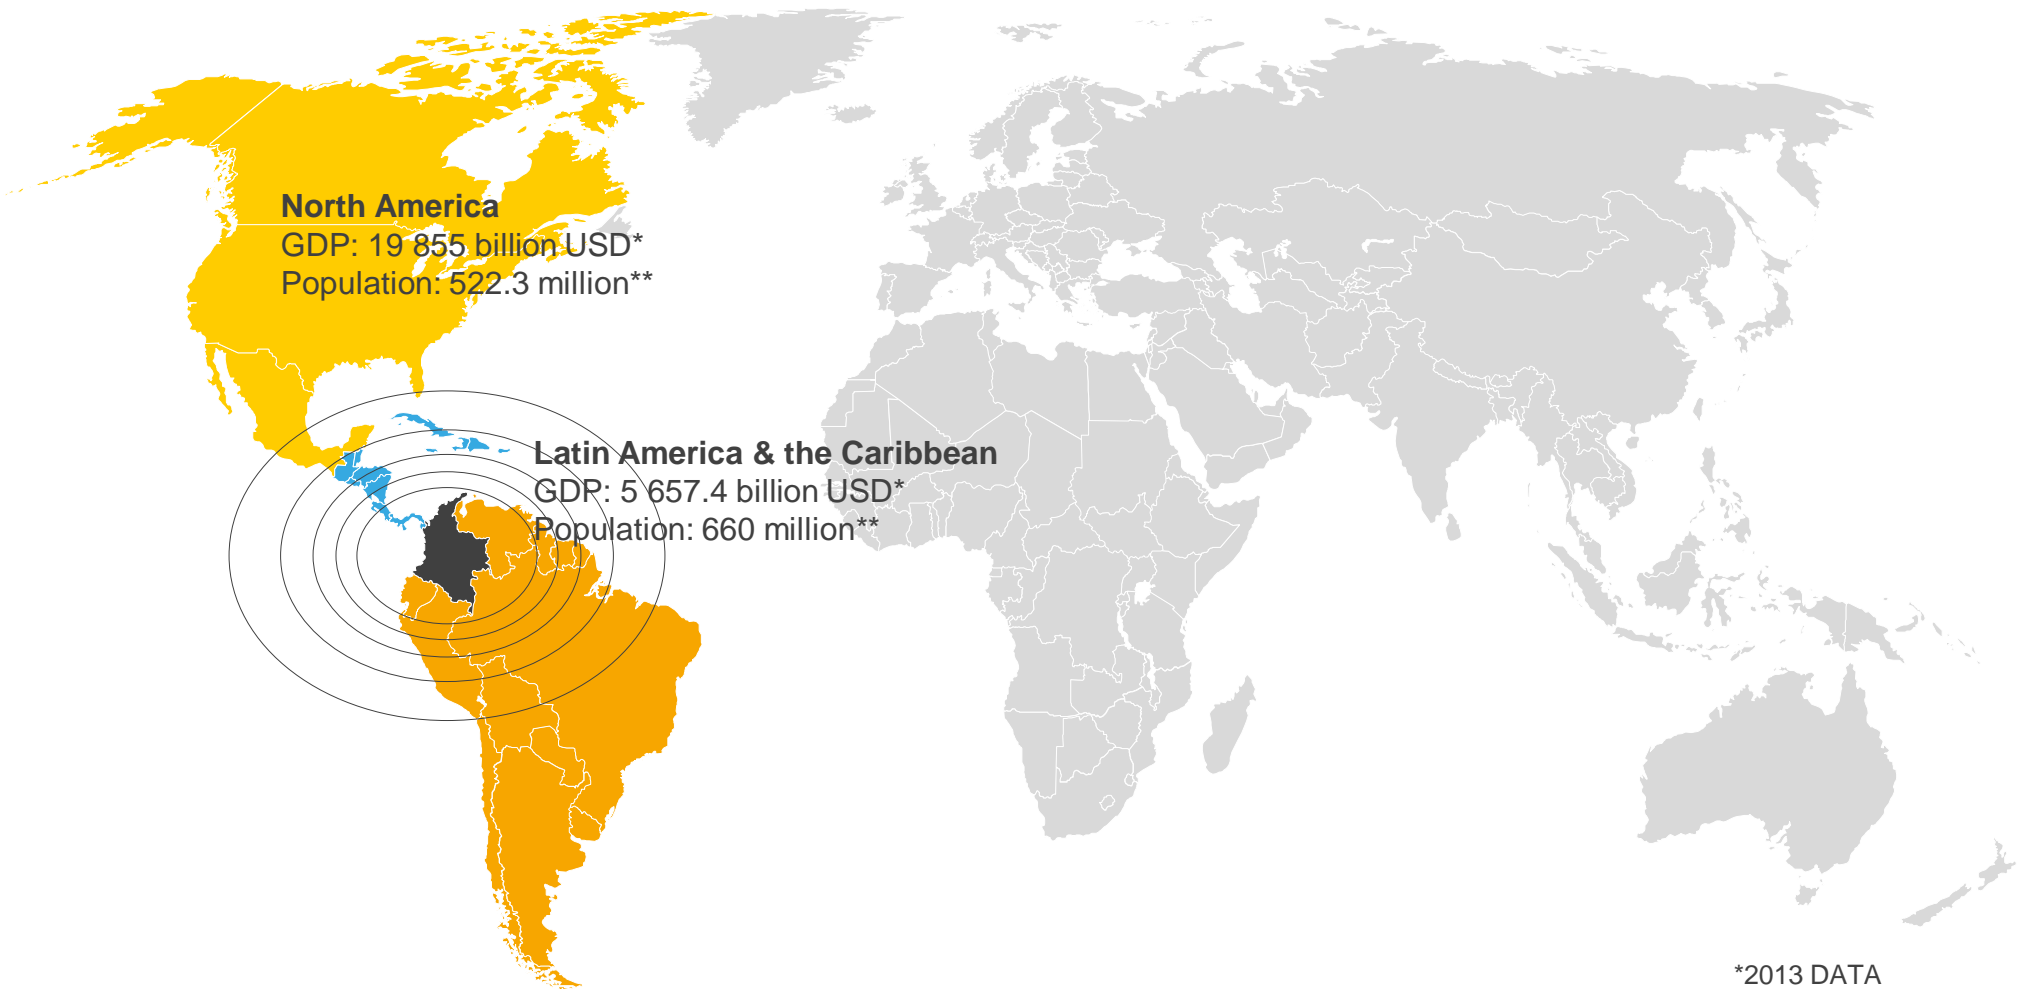 North America
GDP: 19 855 billion USD*
Population: 522.3 million**
Latin America & the Caribbean
GDP: 5 657.4 billion USD*
Population: 660 million**
*2013 DATA